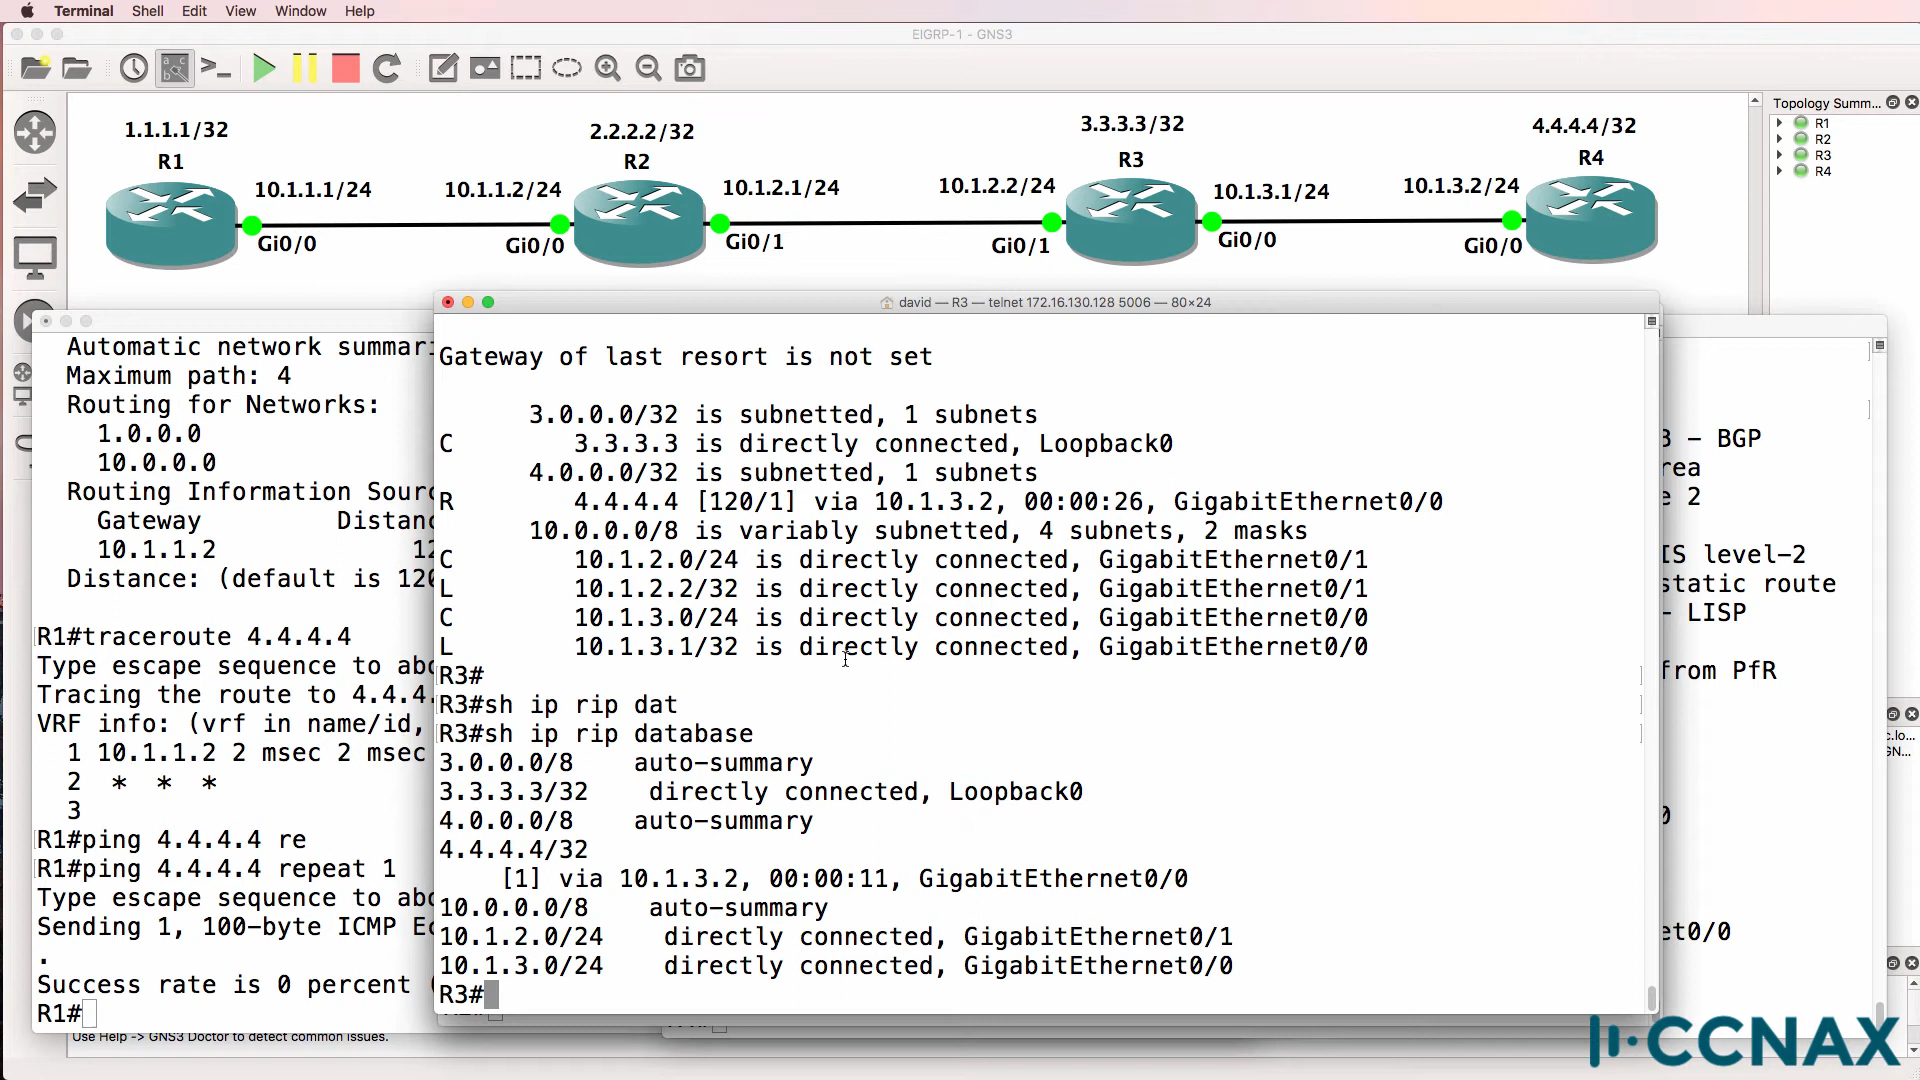 Terminal Shell Edit View Window Help
EIGRP-1 - GNS3
Topology Summ...
R1
R2
R3
R4
1.1.1.1/32
R1
2.2.2.2/32
R2
3.3.3.3/32
R3
4.4.4.4/32
R4
10.1.1.1/24
10.1.1.2/24
10.1.2.1/24
10.1.2.2/24
10.1.3.1/24
10.1.3.2/24
Gi0/0
Gi0/0
Gi0/1
Gi0/1
Gi0/0
Gi0/0
Automatic network summari
Maximum path: 4
Routing for Networks:
1.0.0.0
10.0.0.0
Routing Information Sour
Gateway Distanc
10.1.1.2 12
Distance: (default is 120
R1#traceroute 4.4.4.4
Type escape sequence to abo
Tracing the route to 4.4.4.
VRF info: (vrf in name/id,
1 10.1.1.2 2 msec 2 msec
2 * * *
3
R1#ping 4.4.4.4 re
R1#ping 4.4.4.4 repeat 1
Type escape sequence to abo
Sending 1, 100-byte ICMP Ec
.
Success rate is 0 percent (
R1#
Use Help -> GNS3 Doctor to detect common issues.
david — R3 — telnet 172.16.130.128 5006 — 80×24
Gateway of last resort is not set
3.0.0.0/32 is subnetted, 1 subnets
C 3.3.3.3 is directly connected, Loopback0
4.0.0.0/32 is subnetted, 1 subnets
R 4.4.4.4 [120/1] via 10.1.3.2, 00:00:26, GigabitEthernet0/0
10.0.0.0/8 is variably subnetted, 4 subnets, 2 masks
C 10.1.2.0/24 is directly connected, GigabitEthernet0/1
L 10.1.2.2/32 is directly connected, GigabitEthernet0/1
C 10.1.3.0/24 is directly connected, GigabitEthernet0/0
L 10.1.3.1/32 is directly connected, GigabitEthernet0/0
R3#
R3#sh ip rip dat
R3#sh ip rip database
3.0.0.0/8 auto-summary
3.3.3.3/32 directly connected, Loopback0
4.0.0.0/8 auto-summary
4.4.4.4/32
[1] via 10.1.3.2, 00:00:11, GigabitEthernet0/0
10.0.0.0/8 auto-summary
10.1.2.0/24 directly connected, GigabitEthernet0/1
10.1.3.0/24 directly connected, GigabitEthernet0/0
R3#
- BGP
rea
e 2
IS level-2
static route
- LISP
from PfR
et0/0
c.lo...
GN...
CCNAX